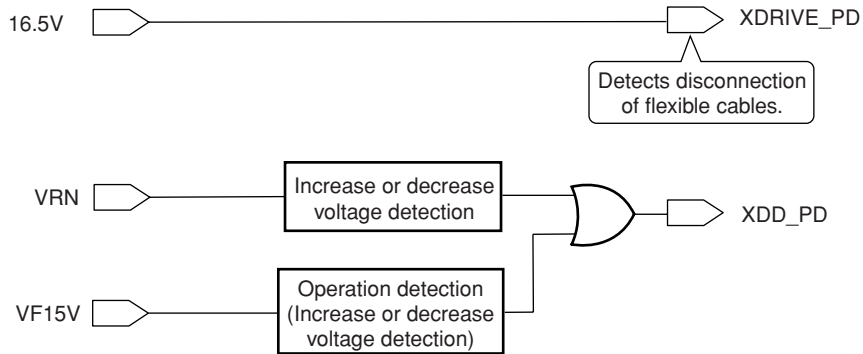 16.5V
XDRIVE_PD
Detects disconnection
of flexible cables.
VRN
Increase or decrease
voltage detection
XDD_PD
VF15V
Operation detection
(Increase or decrease
voltage detection)